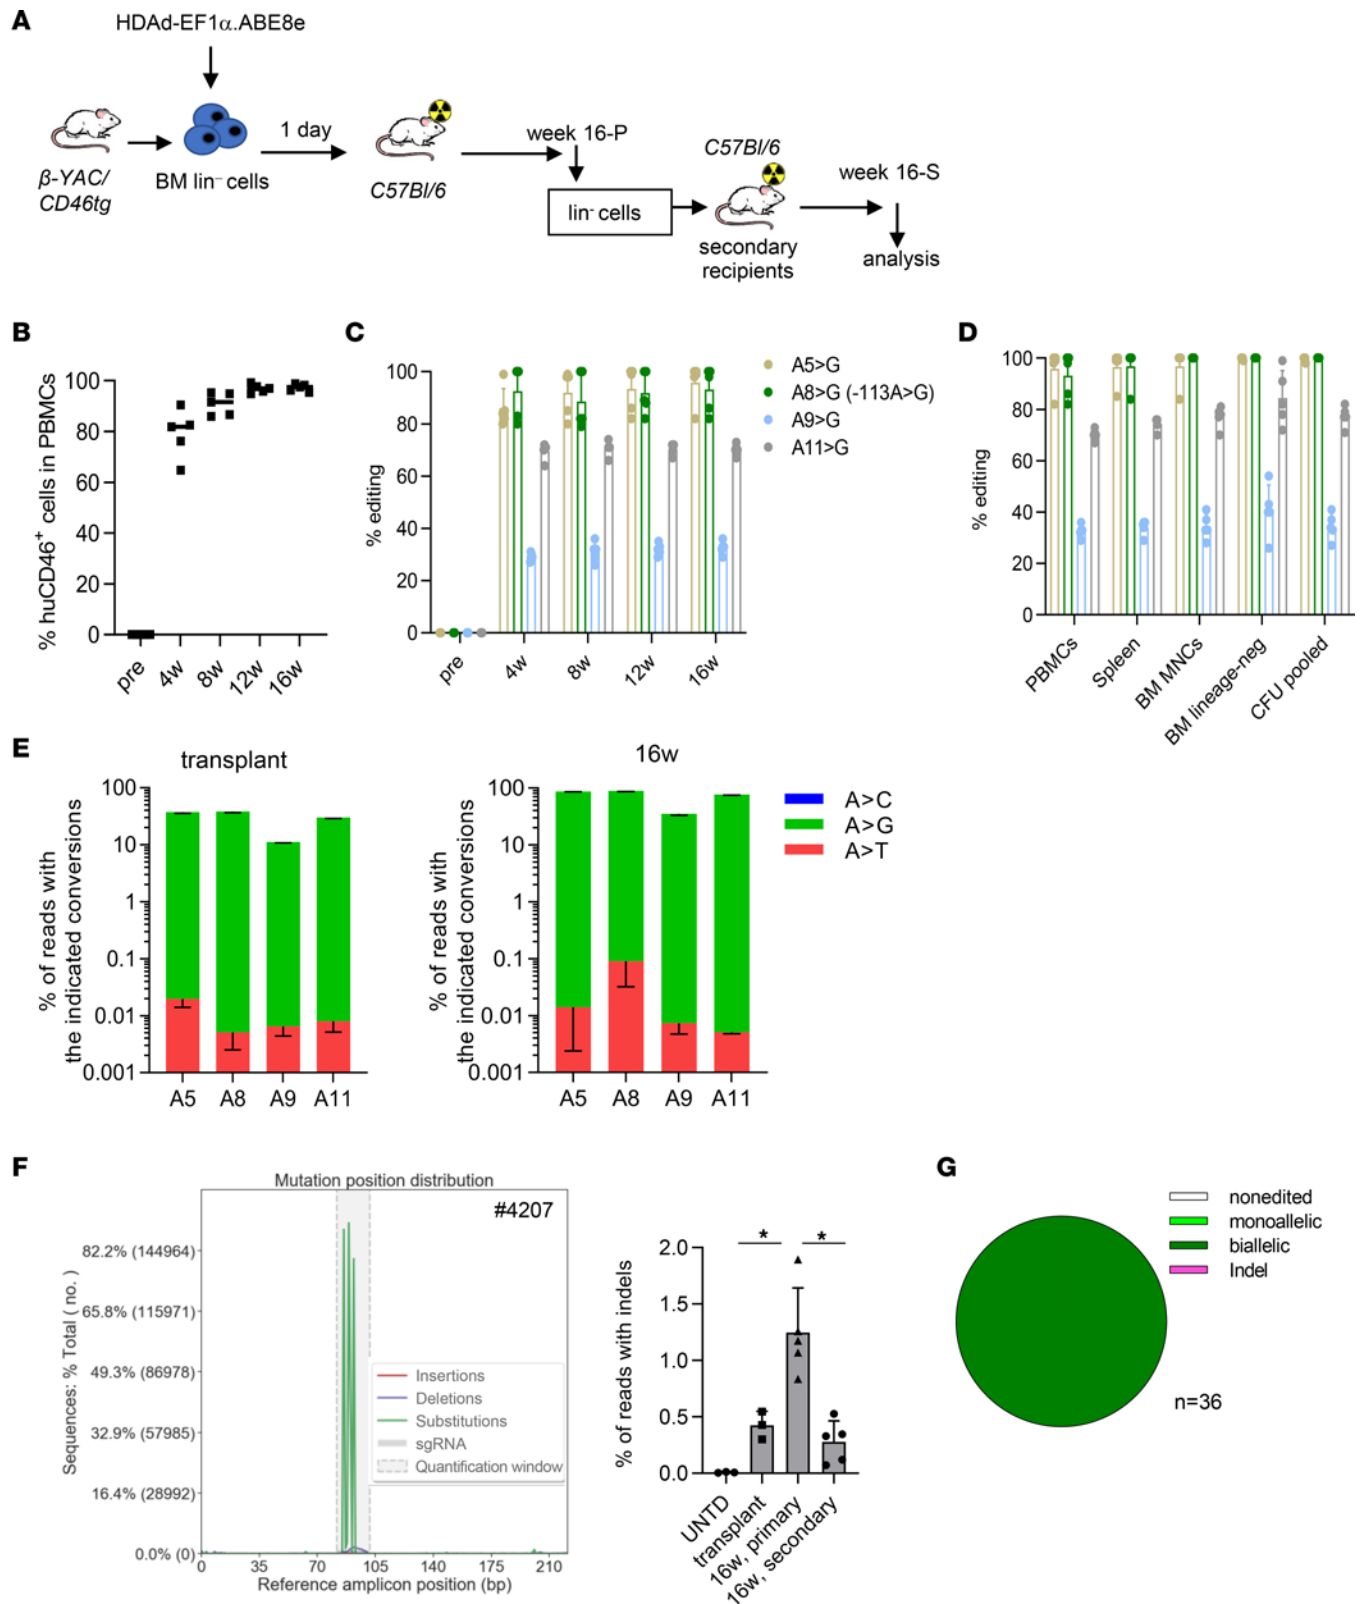 A
HDAd-EF1α.ABE8e
1 day
week 16-P
C57Bl/6
week 16-S
β-YAC/
CD46tg
BM lin⁻ cells
C57Bl/6
lin⁻ cells
secondary
recipients
analysis
B
% huCD46⁺ cells in PBMCs
100
80
60
40
20
0
pre
4w
8w
12w
16w
C
% editing
100
80
60
40
20
0
pre
4w
8w
12w
16w
A5>G
A8>G (-113A>G)
A9>G
A11>G
D
% editing
100
80
60
40
20
0
PBMCs
Spleen
BM MNCs
BM lineage-neg
CFU pooled
E
transplant
% of reads with
the indicated conversions
100
10
1
0.1
0.01
0.001
A5 A8 A9 A11
16w
% of reads with
the indicated conversions
100
10
1
0.1
0.01
0.001
A5 A8 A9 A11
A>C
A>G
A>T
F
Mutation position distribution
#4207
Sequences: % Total ( no. )
82.2% (144964)
65.8% (115971)
49.3% (86978)
32.9% (57985)
16.4% (28992)
0.0% (0)
Insertions
Deletions
Substitutions
sgRNA
Quantification window
0 35 70 105 140 175 210
Reference amplicon position (bp)
% of reads with indels
2.0
1.5
1.0
0.5
0.0
* *
UNTD
transplant
16w, primary
16w, secondary
G
nonedited
monoallelic
biallelic
Indel
n=36